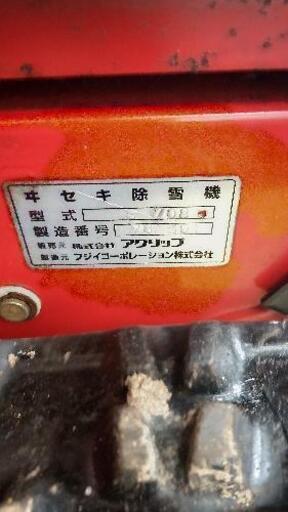 ヰセキ除雪機
型式
製造番号
販売元 株式会社 アグリップ
製造元 フジイコーポレーション株式会社